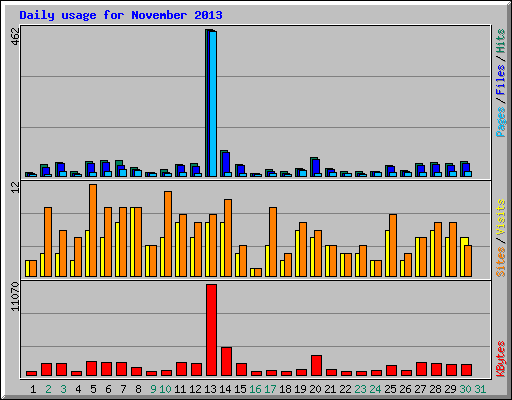 Daily usage for November 2013
462
Pages / Files / Hits
12
Sites / Visits
11070
KBytes
1 2 3 4 5 6 7 8 9 10 11 12 13 14 15 16 17 18 19 20 21 22 23 24 25 26 27 28 29 30 31